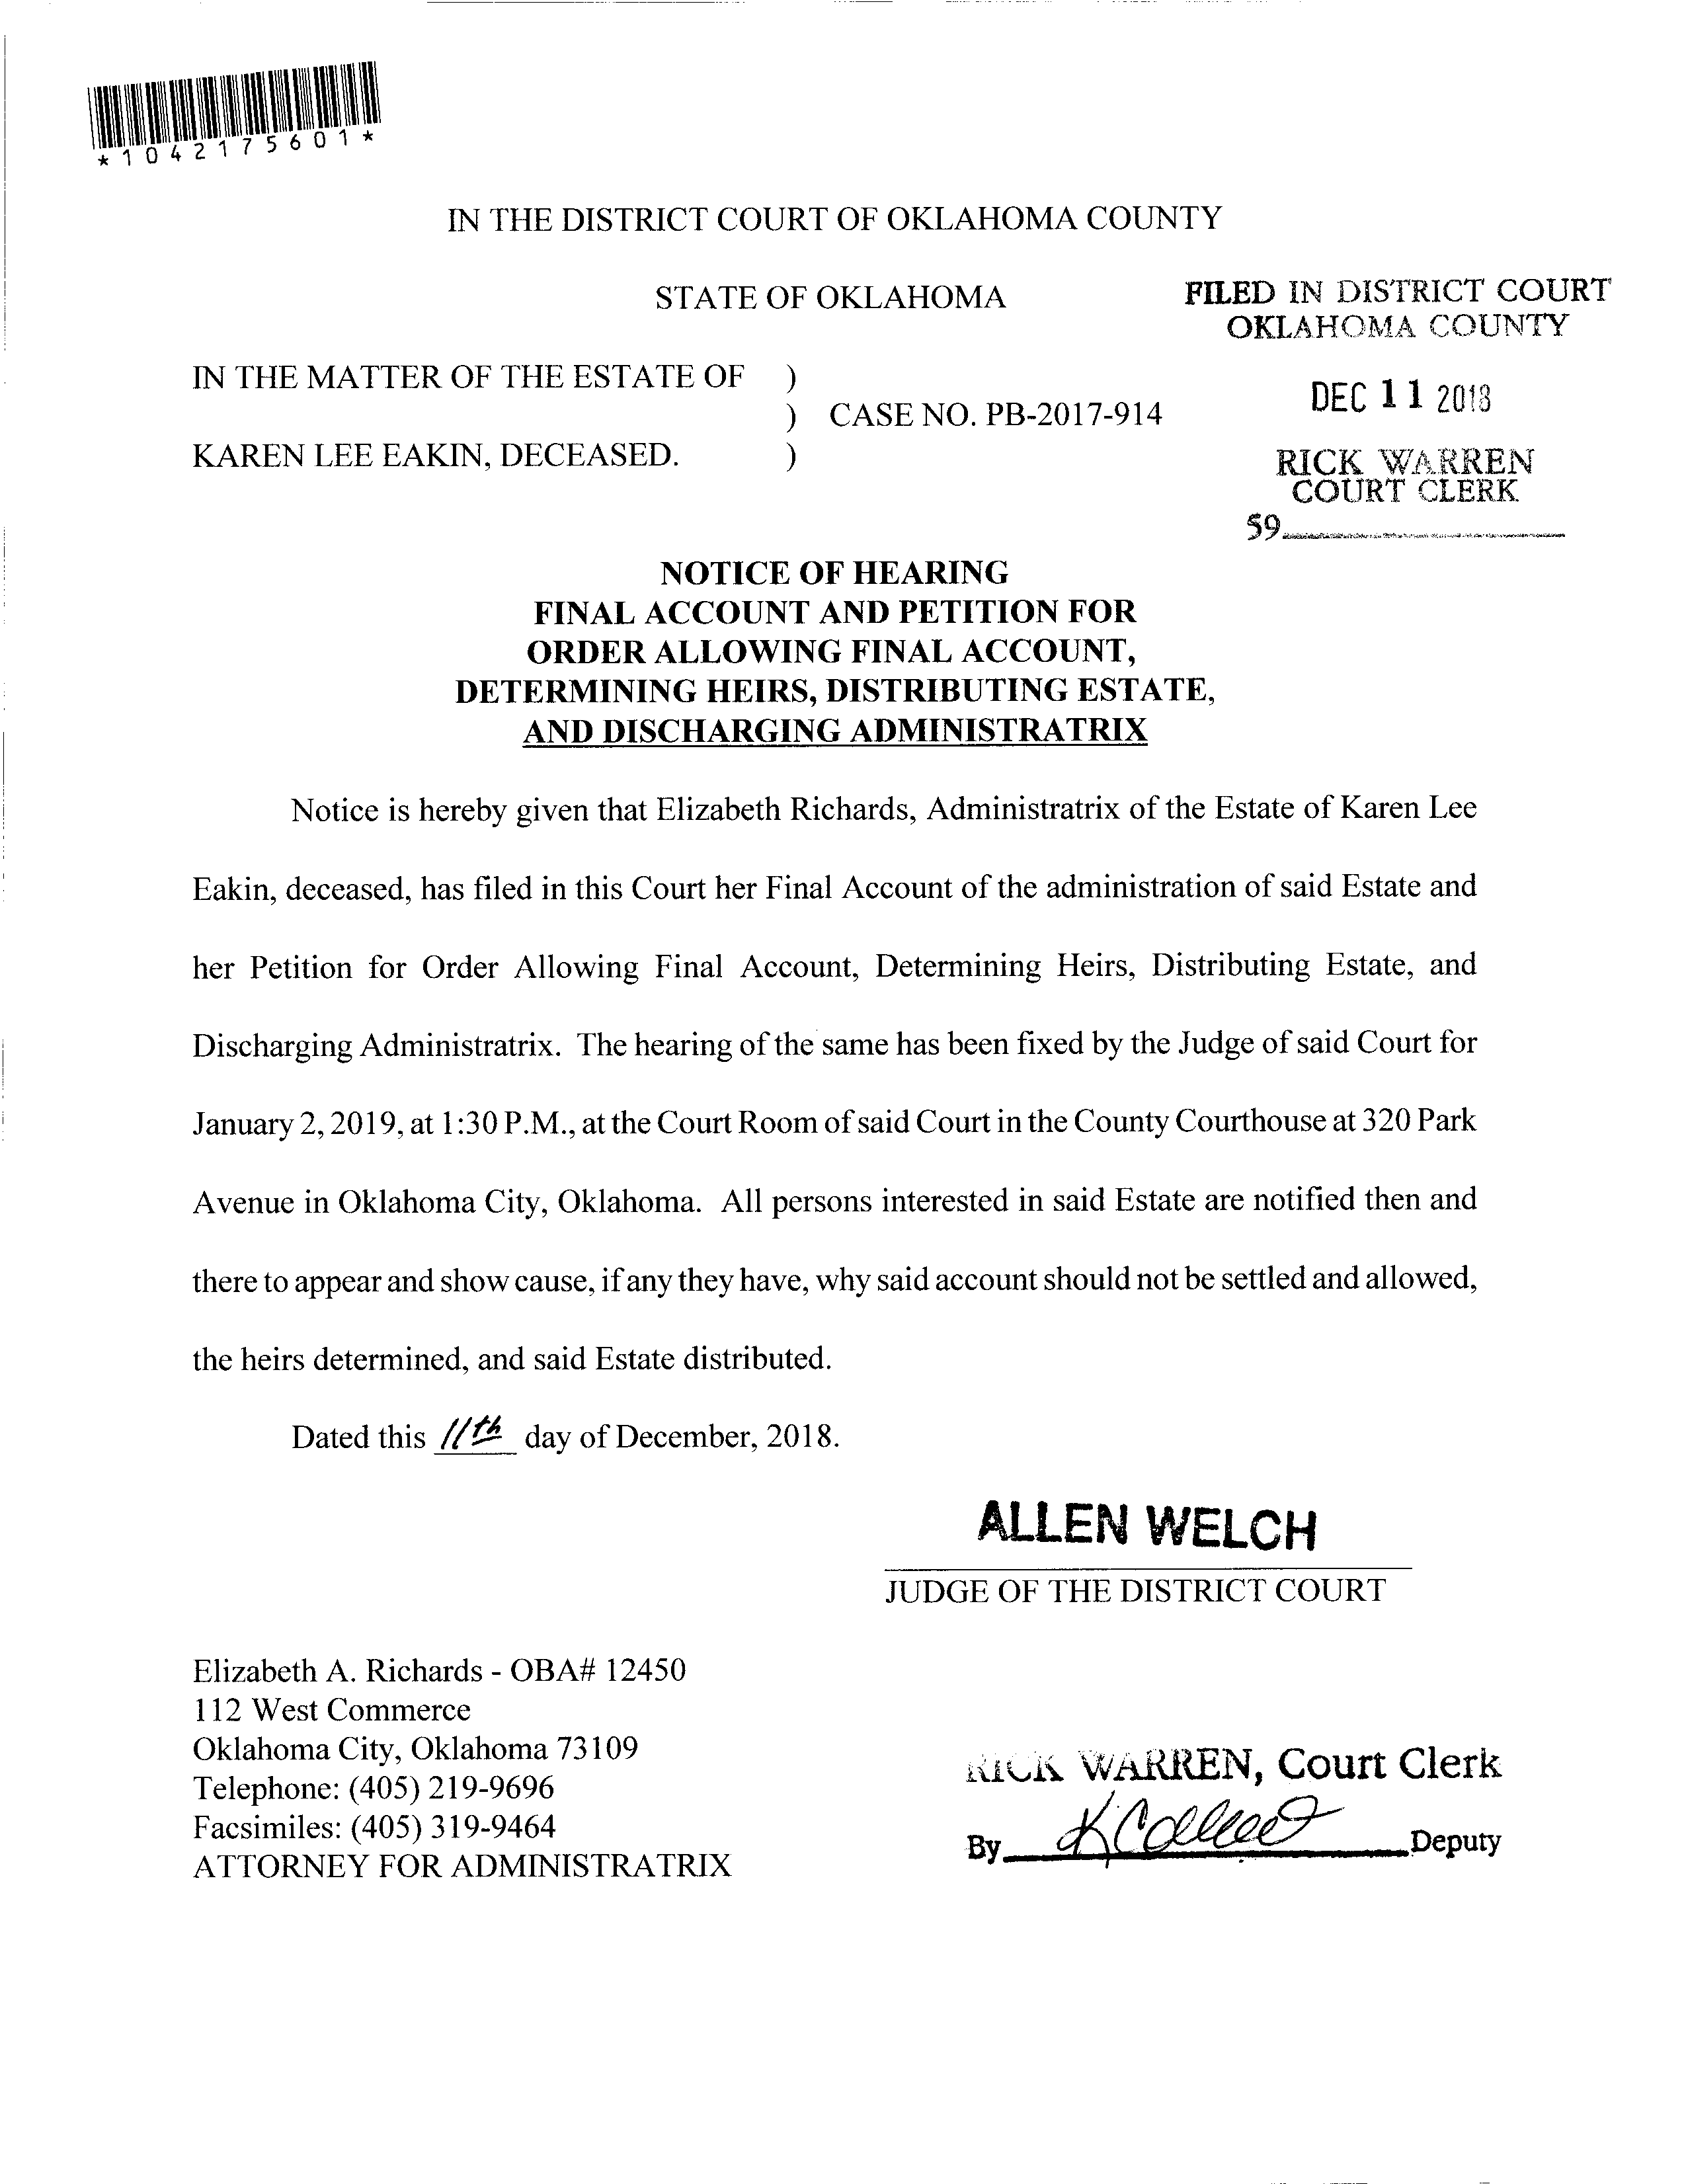 *1042175601*
IN THE DISTRICT COURT OF OKLAHOMA COUNTY
STATE OF OKLAHOMA
FILED IN DISTRICT COURT
OKLAHOMA COUNTY
IN THE MATTER OF THE ESTATE OF )
) CASE NO. PB-2017-914
KAREN LEE EAKIN, DECEASED. )
DEC 11 2018
RICK WARREN
COURT CLERK
59
NOTICE OF HEARING
FINAL ACCOUNT AND PETITION FOR
ORDER ALLOWING FINAL ACCOUNT,
DETERMINING HEIRS, DISTRIBUTING ESTATE,
AND DISCHARGING ADMINISTRATRIX
Notice is hereby given that Elizabeth Richards, Administratrix of the Estate of Karen Lee
Eakin, deceased, has filed in this Court her Final Account of the administration of said Estate and
her Petition for Order Allowing Final Account, Determining Heirs, Distributing Estate, and
Discharging Administratrix. The hearing of the same has been fixed by the Judge of said Court for
January 2, 2019, at 1:30 P.M., at the Court Room of said Court in the County Courthouse at 320 Park
Avenue in Oklahoma City, Oklahoma. All persons interested in said Estate are notified then and
there to appear and show cause, if any they have, why said account should not be settled and allowed,
the heirs determined, and said Estate distributed.
Dated this 11th day of December, 2018.
ALLEN WELCH
JUDGE OF THE DISTRICT COURT
Elizabeth A. Richards - OBA# 12450
112 West Commerce
Oklahoma City, Oklahoma 73109
Telephone: (405) 219-9696
Facsimiles: (405) 319-9464
ATTORNEY FOR ADMINISTRATRIX
RICK WARREN, Court Clerk
By Deputy